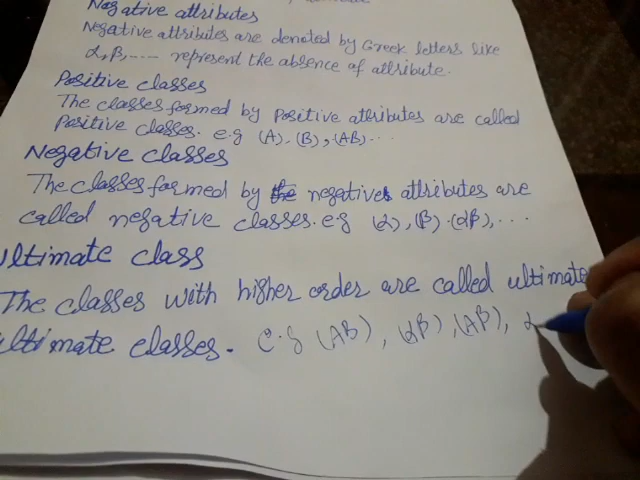 Negative attributes
Negative attributes are denoted by Greek letters like
α, β, .... represent the absence of attribute.
Positive classes
The classes formed by Positive attributes are called
Positive classes. e.g (A), (B), (AB)...
Negative classes
The classes formed by the negatives attributes are
called negative classes. e.g (α), (β), (αβ), ...
Ultimate class
The classes with higher order are called ultimate
ultimate classes. e.g (AB), (αβ), (Aβ), α